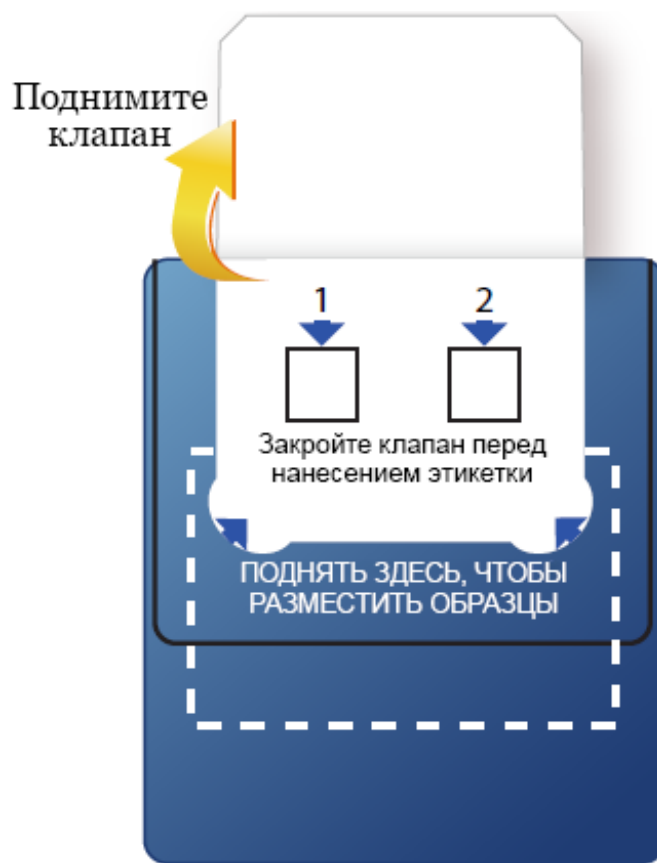 Поднимите
клапан
1 2
Закройте клапан перед
нанесением этикетки
ПОДНЯТЬ ЗДЕСЬ, ЧТОБЫ
РАЗМЕСТИТЬ ОБРАЗЦЫ